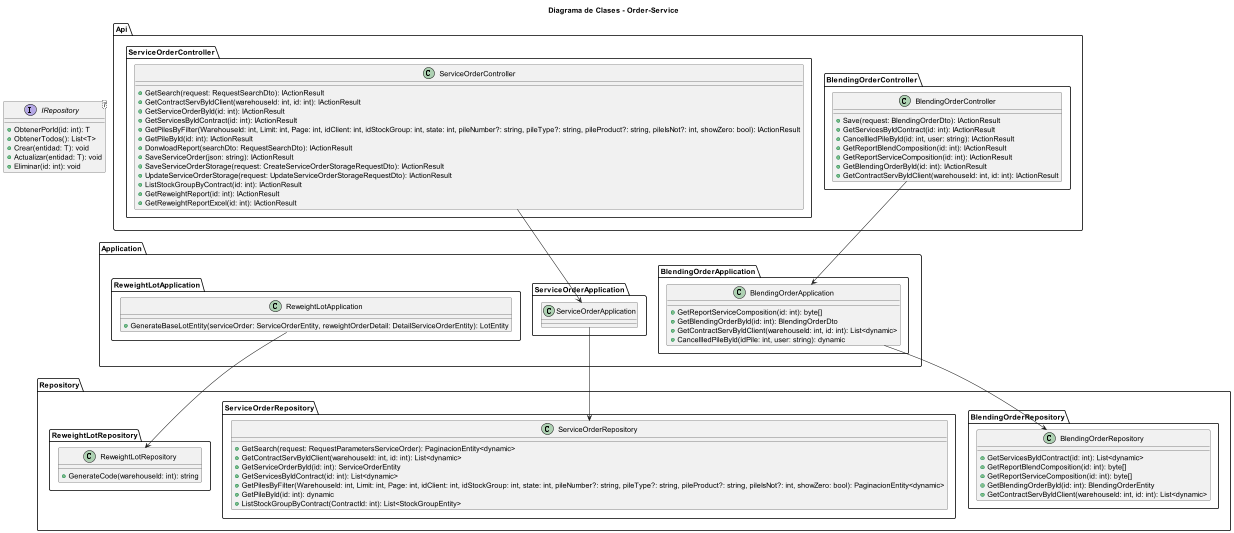 Diagrama de Clases - Order-Service
Api
ServiceOrderController
C ServiceOrderController
GetSearch(request: RequestSearchDto): IActionResult
GetContractServByIdClient(warehouseId: int, id: int): IActionResult
GetServiceOrderById(id: int): IActionResult
GetServicesByIdContract(id: int): IActionResult
GetPilesByFilter(WarehouseId: int, Limit: int, Page: int, idClient: int, idStockGroup: int, state: int, pileNumber?: string, pileType?: string, pileProduct?: string, pileIsNot?: int, showZero: bool): IActionResult
GetPileById(id: int): IActionResult
DonwloadReport(searchDto: RequestSearchDto): IActionResult
SaveServiceOrder(json: string): IActionResult
SaveServiceOrderStorage(request: CreateServiceOrderStorageRequestDto): IActionResult
UpdateServiceOrderStorage(request: UpdateServiceOrderStorageRequestDto): IActionResult
ListStockGroupByContract(id: int): IActionResult
GetReweightReport(id: int): IActionResult
GetReweightReportExcel(id: int): IActionResult
BlendingOrderController
C BlendingOrderController
Save(request: BlendingOrderDto): IActionResult
GetServicesByIdContract(id: int): IActionResult
CancellledPileById(id: int, user: string): IActionResult
GetReportBlendComposition(id: int): IActionResult
GetReportServiceComposition(id: int): IActionResult
GetBlendingOrderById(id: int): IActionResult
GetContractServByIdClient(warehouseId: int, id: int): IActionResult
I IRepository
T
ObtenerPorId(id: int): T
ObtenerTodos(): List<T>
Crear(entidad: T): void
Actualizar(entidad: T): void
Eliminar(id: int): void
Application
ReweightLotApplication
C ReweightLotApplication
GenerateBaseLotEntity(serviceOrder: ServiceOrderEntity, reweightOrderDetail: DetailServiceOrderEntity): LotEntity
ServiceOrderApplication
C ServiceOrderApplication
BlendingOrderApplication
C BlendingOrderApplication
GetReportServiceComposition(id: int): byte[]
GetBlendingOrderById(id: int): BlendingOrderDto
GetContractServByIdClient(warehouseId: int, id: int): List<dynamic>
CancellledPileById(idPile: int, user: string): dynamic
Repository
ReweightLotRepository
C ReweightLotRepository
GenerateCode(warehouseId: int): string
ServiceOrderRepository
C ServiceOrderRepository
GetSearch(request: RequestParametersServiceOrder): PaginacionEntity<dynamic>
GetContractServByIdClient(warehouseId: int, id: int): List<dynamic>
GetServiceOrderById(id: int): ServiceOrderEntity
GetServicesByIdContract(id: int): List<dynamic>
GetPilesByFilter(WarehouseId: int, Limit: int, Page: int, idClient: int, idStockGroup: int, state: int, pileNumber?: string, pileType?: string, pileProduct?: string, pileIsNot?: int, showZero: bool): PaginacionEntity<dynamic>
GetPileById(id: int): dynamic
ListStockGroupByContract(ContractId: int): List<StockGroupEntity>
BlendingOrderRepository
C BlendingOrderRepository
GetServicesByIdContract(id: int): List<dynamic>
GetReportBlendComposition(id: int): byte[]
GetReportServiceComposition(id: int): byte[]
GetBlendingOrderById(id: int): BlendingOrderEntity
GetContractServByIdClient(warehouseId: int, id: int): List<dynamic>